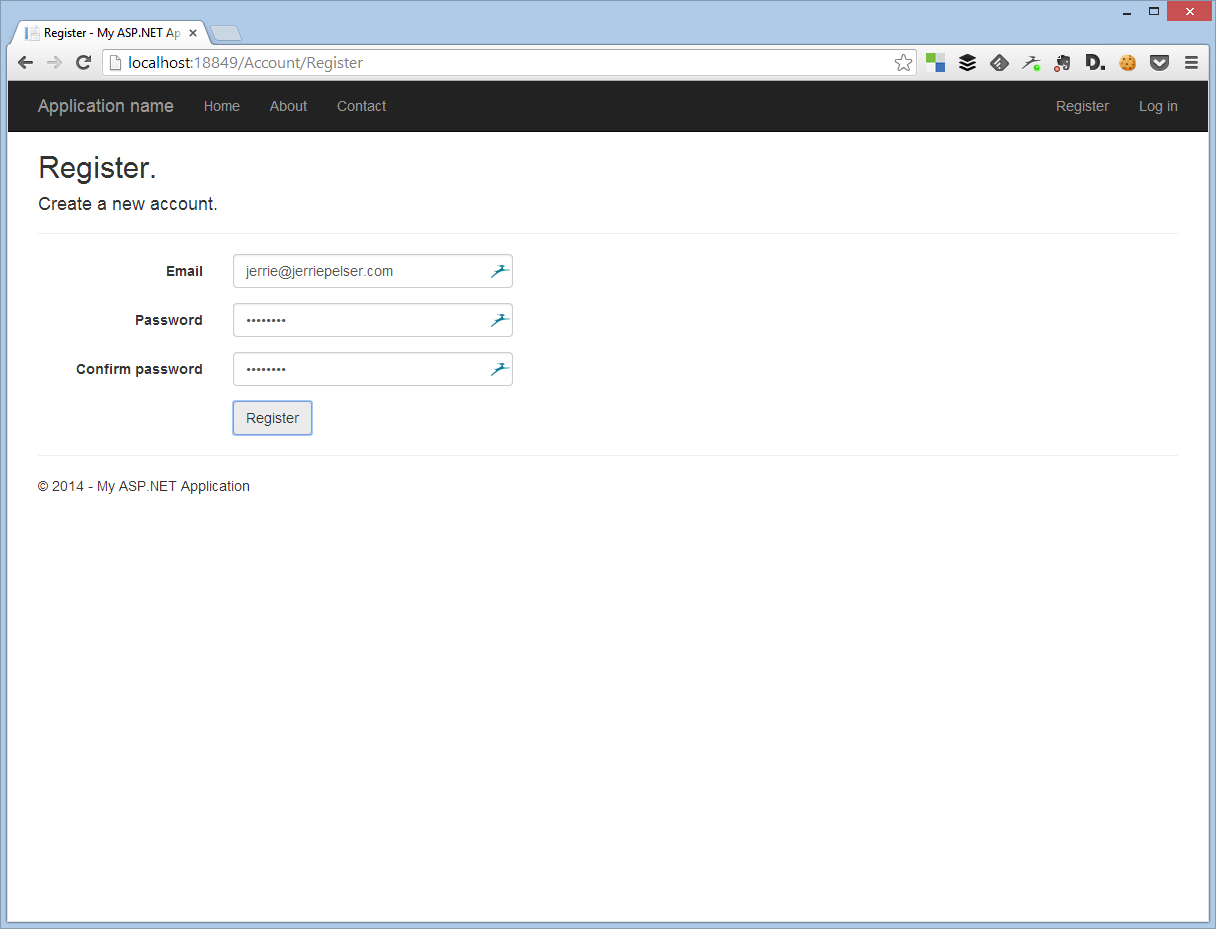 Register - My ASP.NET Ap
localhost:18849/Account/Register
D.
Application name Home About Contact Register Log in
Register.
Create a new account.
Email jerrie@jerriepelser.com
Password ••••••••
Confirm password ••••••••
Register
© 2014 - My ASP.NET Application